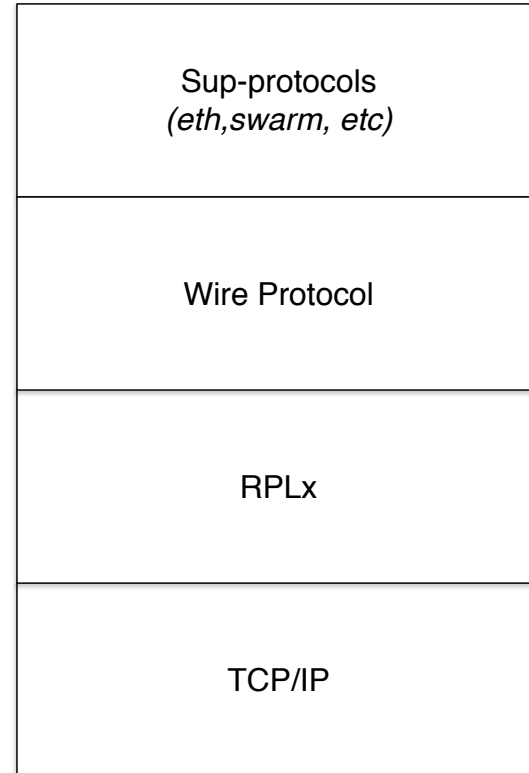 Sup-protocols
(eth,swarm, etc)
Wire Protocol
RPLx
TCP/IP